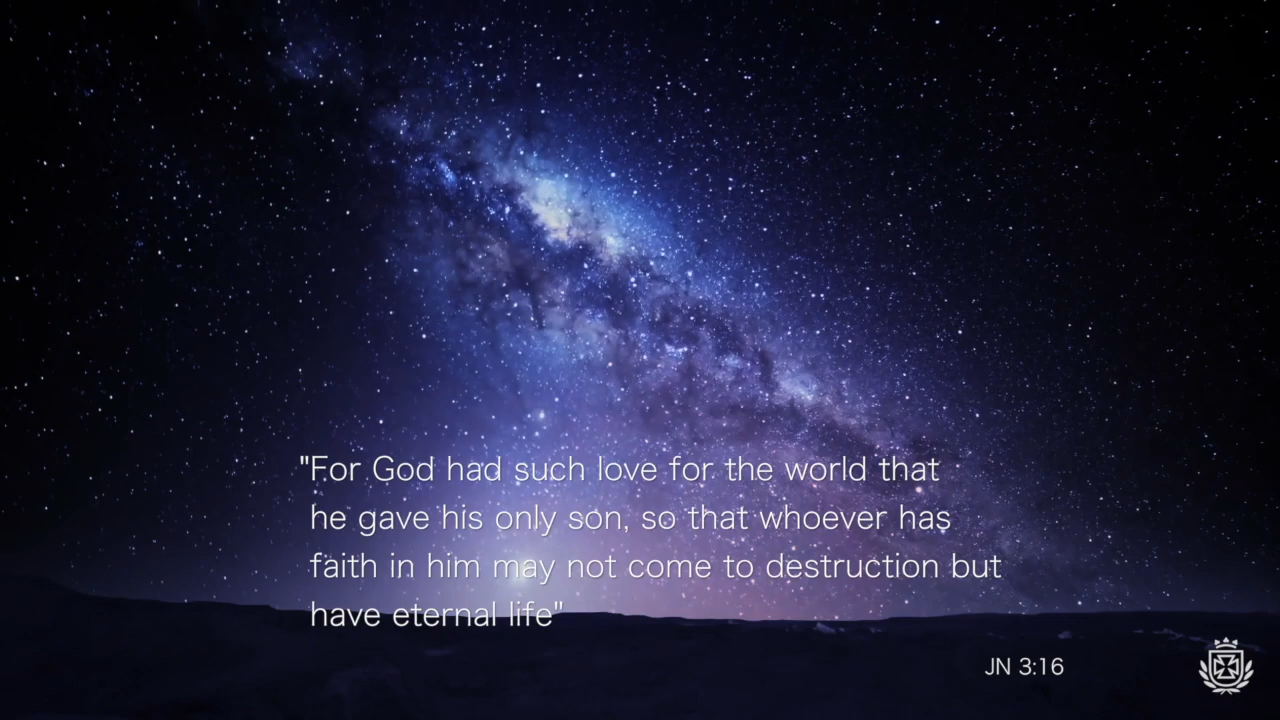 "For God had such love for the world that
he gave his only son, so that whoever has
faith in him may not come to destruction but
have eternal life"
JN 3:16